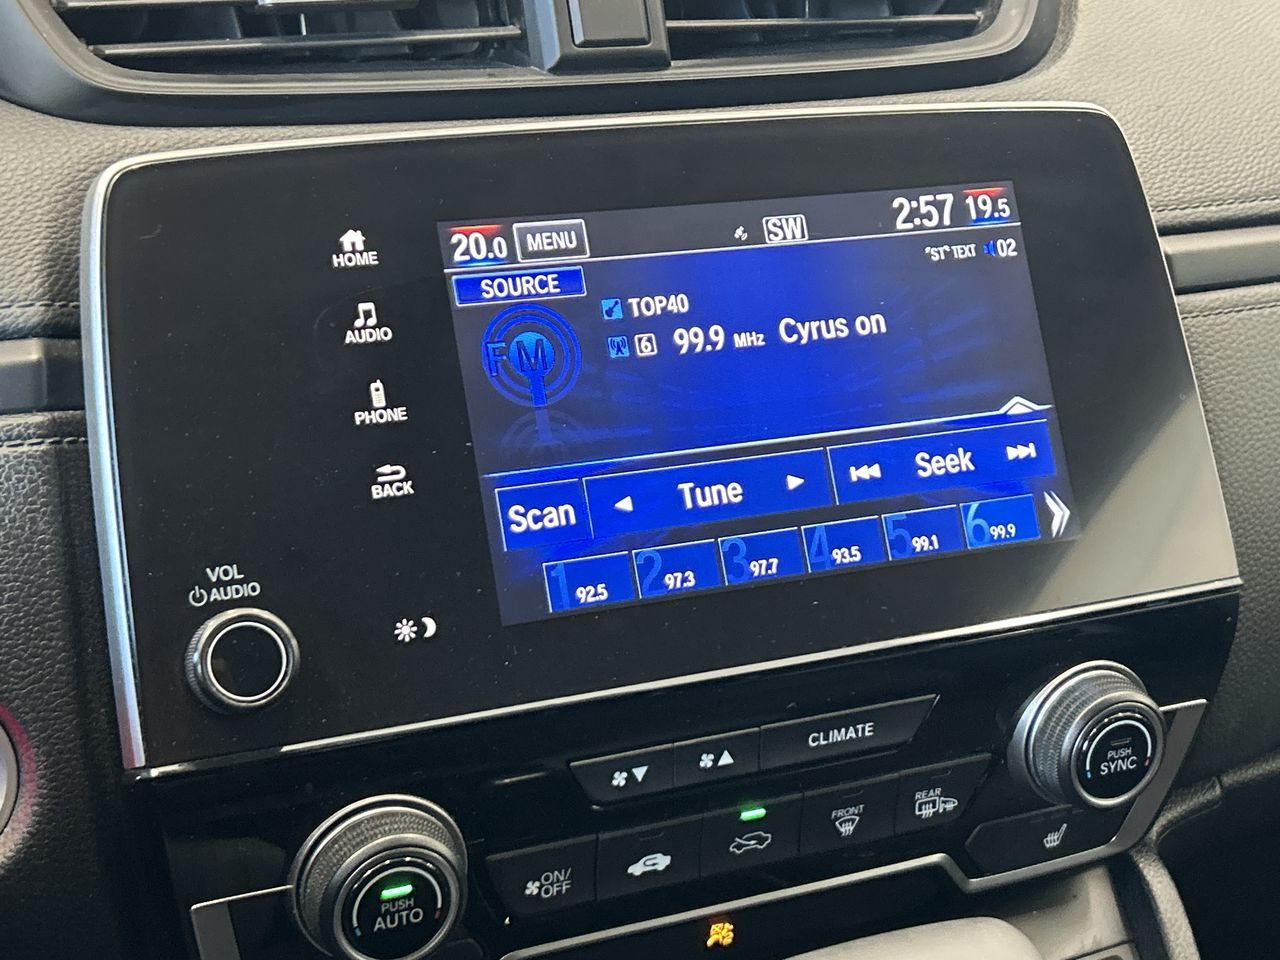 20.0 MENU SW 2:57 19.5
"ST" TEXT 02
SOURCE
TOP40
FM
6 99.9 MHz Cyrus on
Scan Tune Seek
1 92.5 2 97.3 3 97.7 4 93.5 5 99.1 6 99.9
HOME
AUDIO
PHONE
BACK
VOL
AUDIO
CLIMATE
PUSH
SYNC
FRONT
REAR
ON/
OFF
PUSH
AUTO